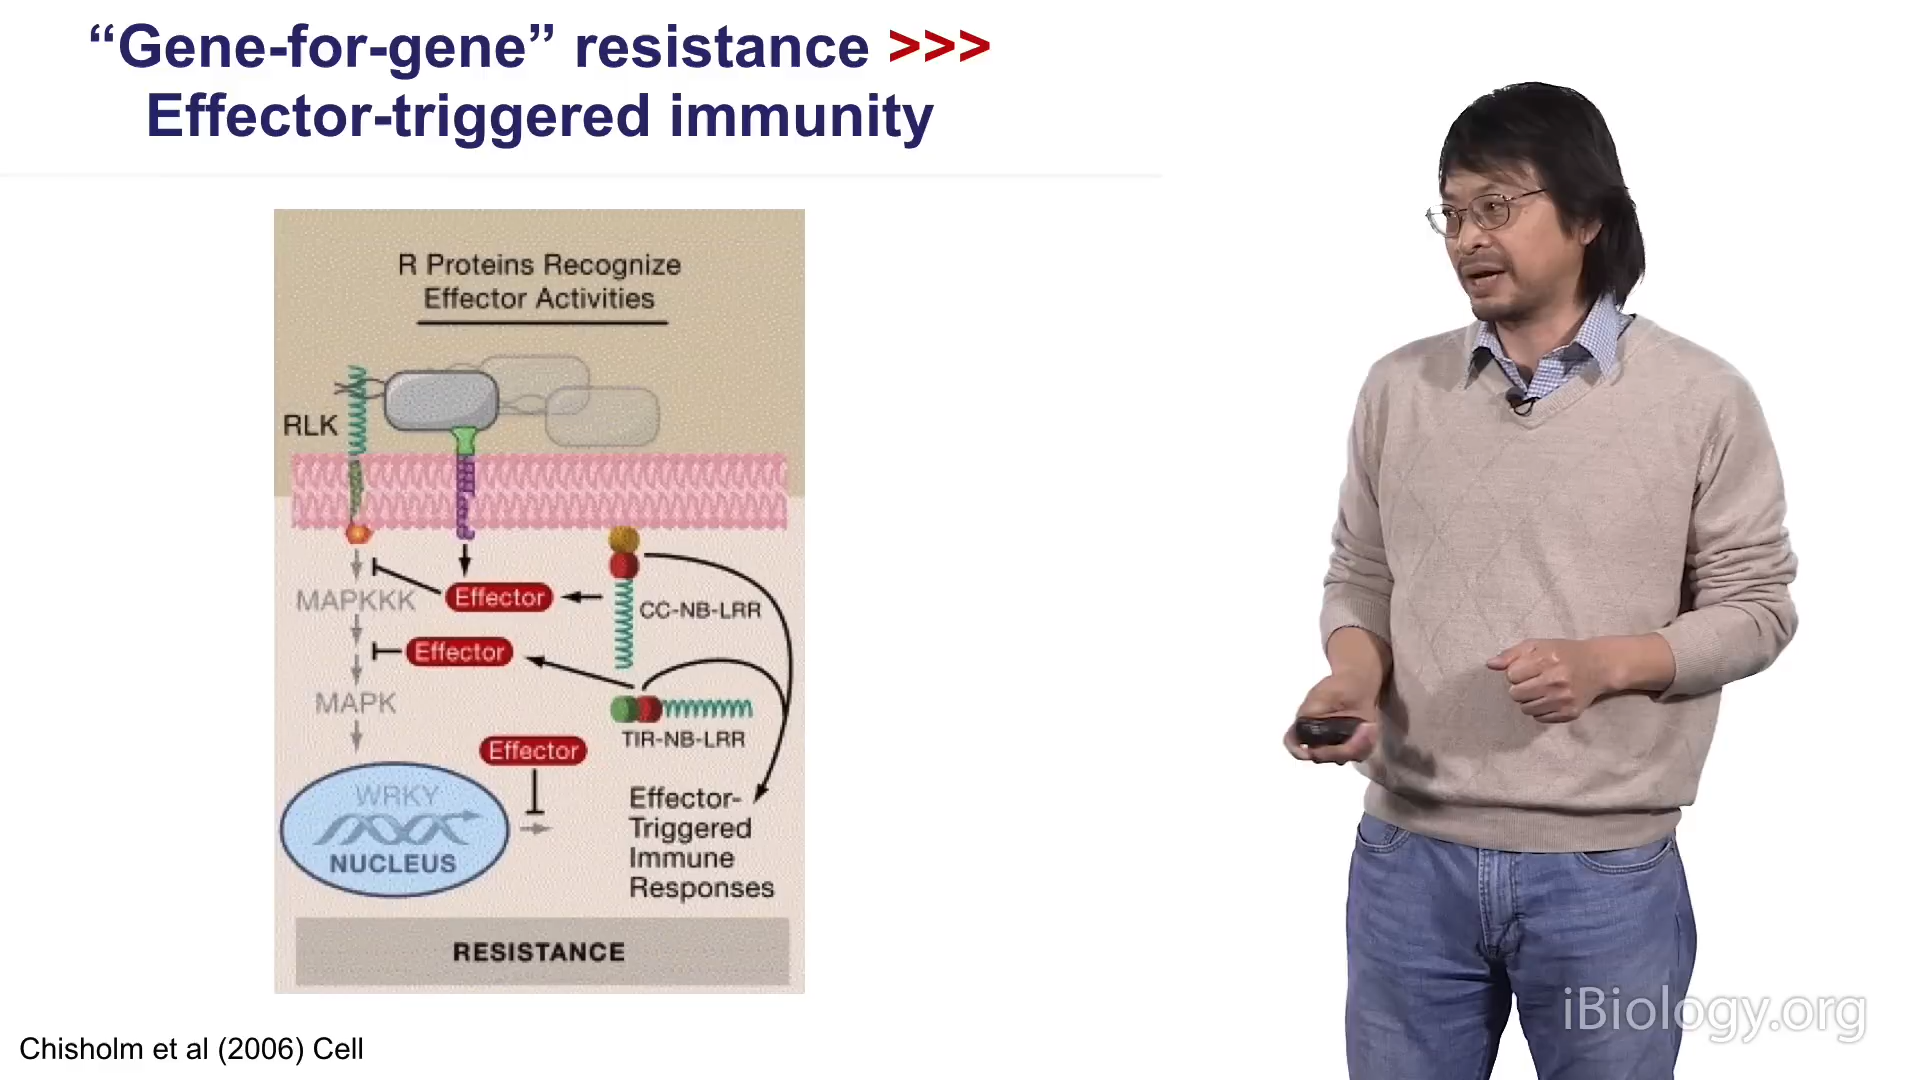 “Gene-for-gene” resistance >>>
Effector-triggered immunity
R Proteins Recognize
Effector Activities
RLK
MAPKKK
Effector
CC-NB-LRR
Effector
MAPK
TIR-NB-LRR
Effector
WRKY
NUCLEUS
Effector-
Triggered
Immune
Responses
RESISTANCE
Chisholm et al (2006) Cell
iBiology.org